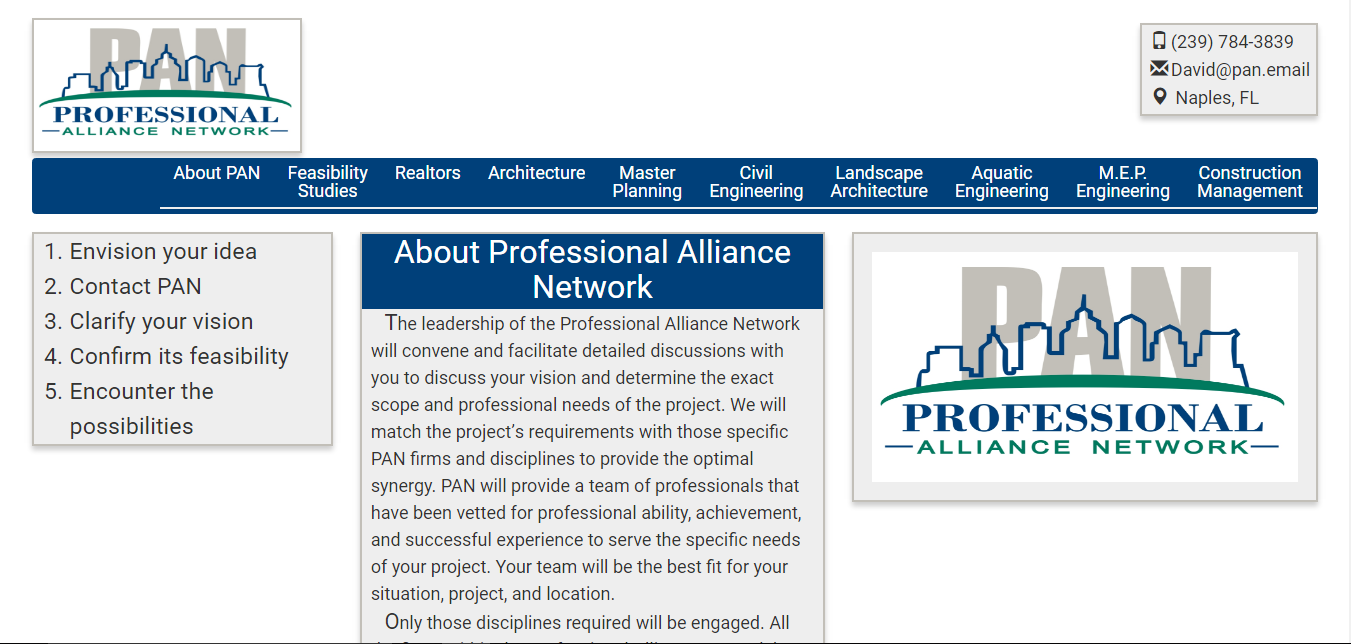 PAN
PROFESSIONAL
ALLIANCE NETWORK
(239) 784-3839
David@pan.email
Naples, FL
About PAN
Feasibility
Studies
Realtors
Architecture
Master
Planning
Civil
Engineering
Landscape
Architecture
Aquatic
Engineering
M.E.P.
Engineering
Construction
Management
1. Envision your idea
2. Contact PAN
3. Clarify your vision
4. Confirm its feasibility
5. Encounter the
possibilities
About Professional Alliance
Network
The leadership of the Professional Alliance Network
will convene and facilitate detailed discussions with
you to discuss your vision and determine the exact
scope and professional needs of the project. We will
match the project’s requirements with those specific
PAN firms and disciplines to provide the optimal
synergy. PAN will provide a team of professionals that
have been vetted for professional ability, achievement,
and successful experience to serve the specific needs
of your project. Your team will be the best fit for your
situation, project, and location.
Only those disciplines required will be engaged. All
PAN
PROFESSIONAL
ALLIANCE NETWORK